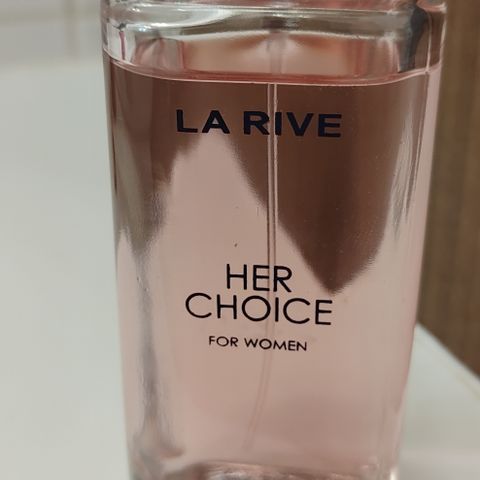 LA RIVE
HER
CHOICE
FOR WOMEN